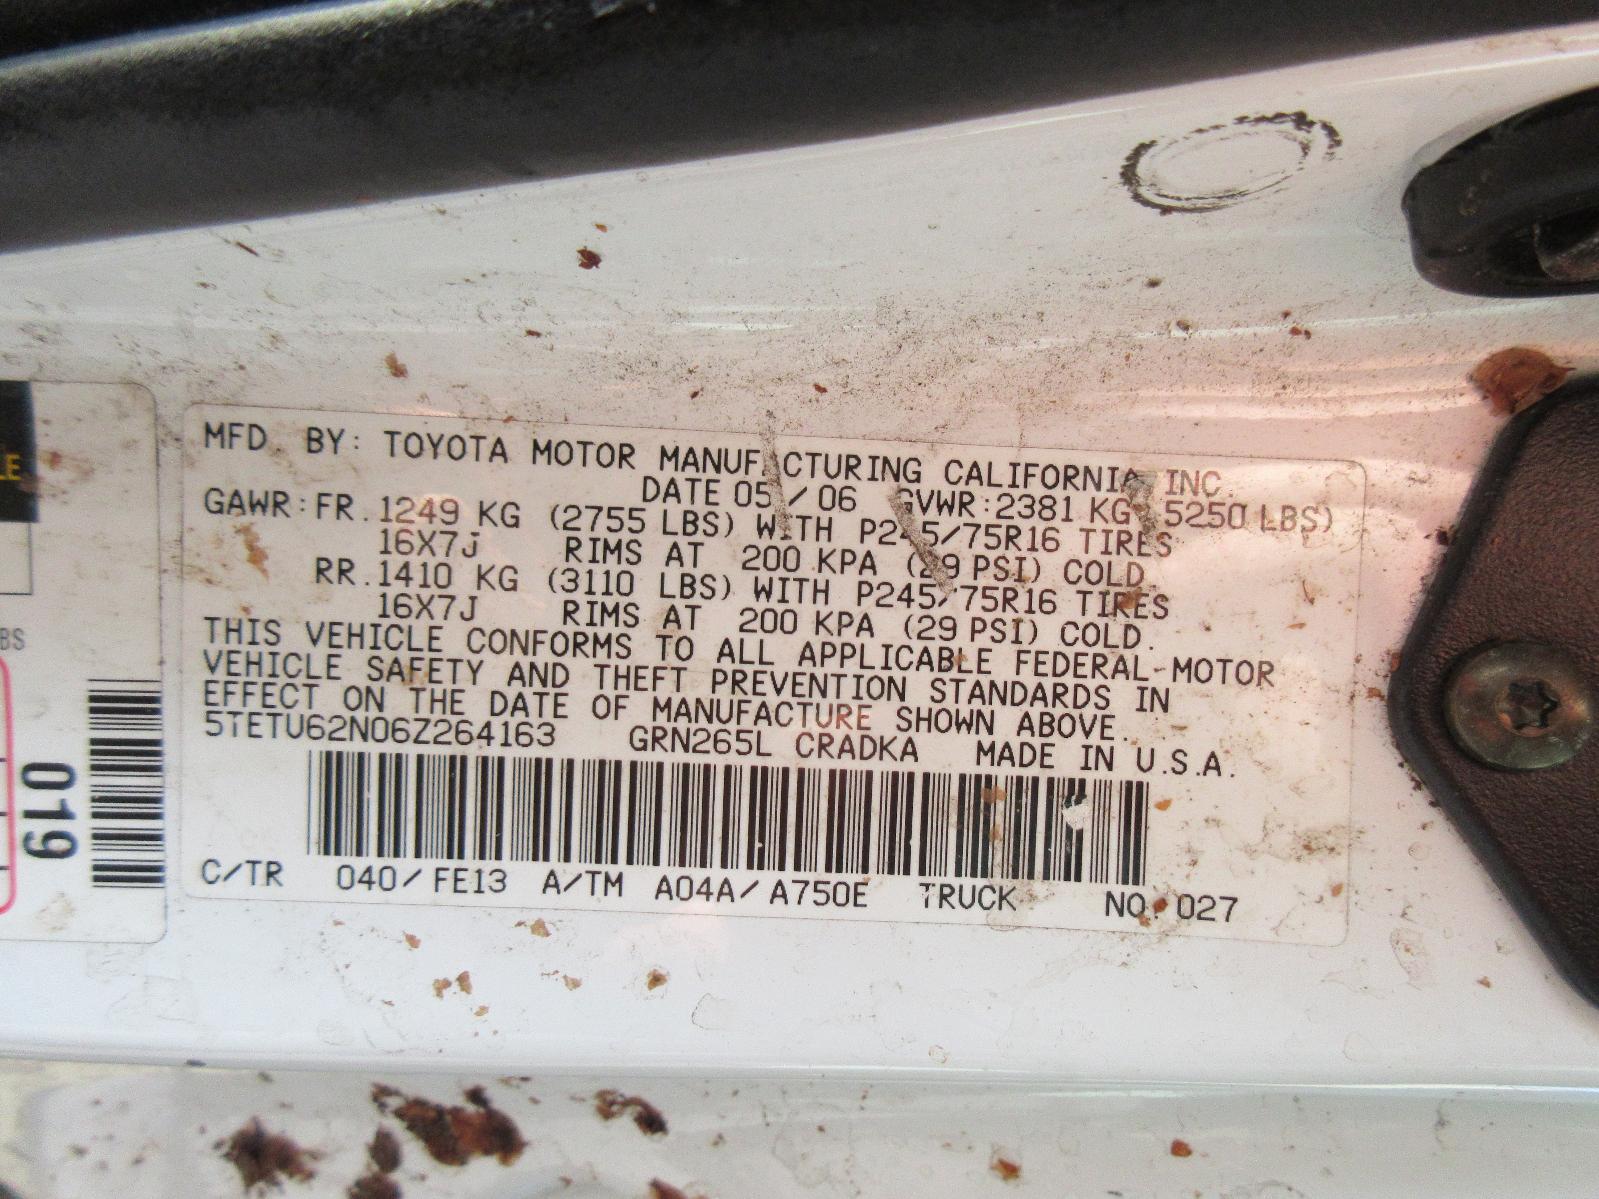 MFD. BY: TOYOTA MOTOR MANUFACTURING CALIFORNIA INC.
DATE 05/06 GVWR:2381 KG 5250 LBS)
GAWR:FR.1249 KG (2755 LBS) WITH P245/75R16 TIRES
16X7J RIMS AT 200 KPA (29 PSI) COLD.
RR.1410 KG (3110 LBS) WITH P245/75R16 TIRES
16X7J RIMS AT 200 KPA (29 PSI) COLD.
THIS VEHICLE CONFORMS TO ALL APPLICABLE FEDERAL-MOTOR
VEHICLE SAFETY AND THEFT PREVENTION STANDARDS IN
EFFECT ON THE DATE OF MANUFACTURE SHOWN ABOVE.
5TETU62N06Z264163 GRN265L CRADKA MADE IN U.S.A.
C/TR 040/FE13 A/TM A04A/A750E TRUCK NO. 027
019